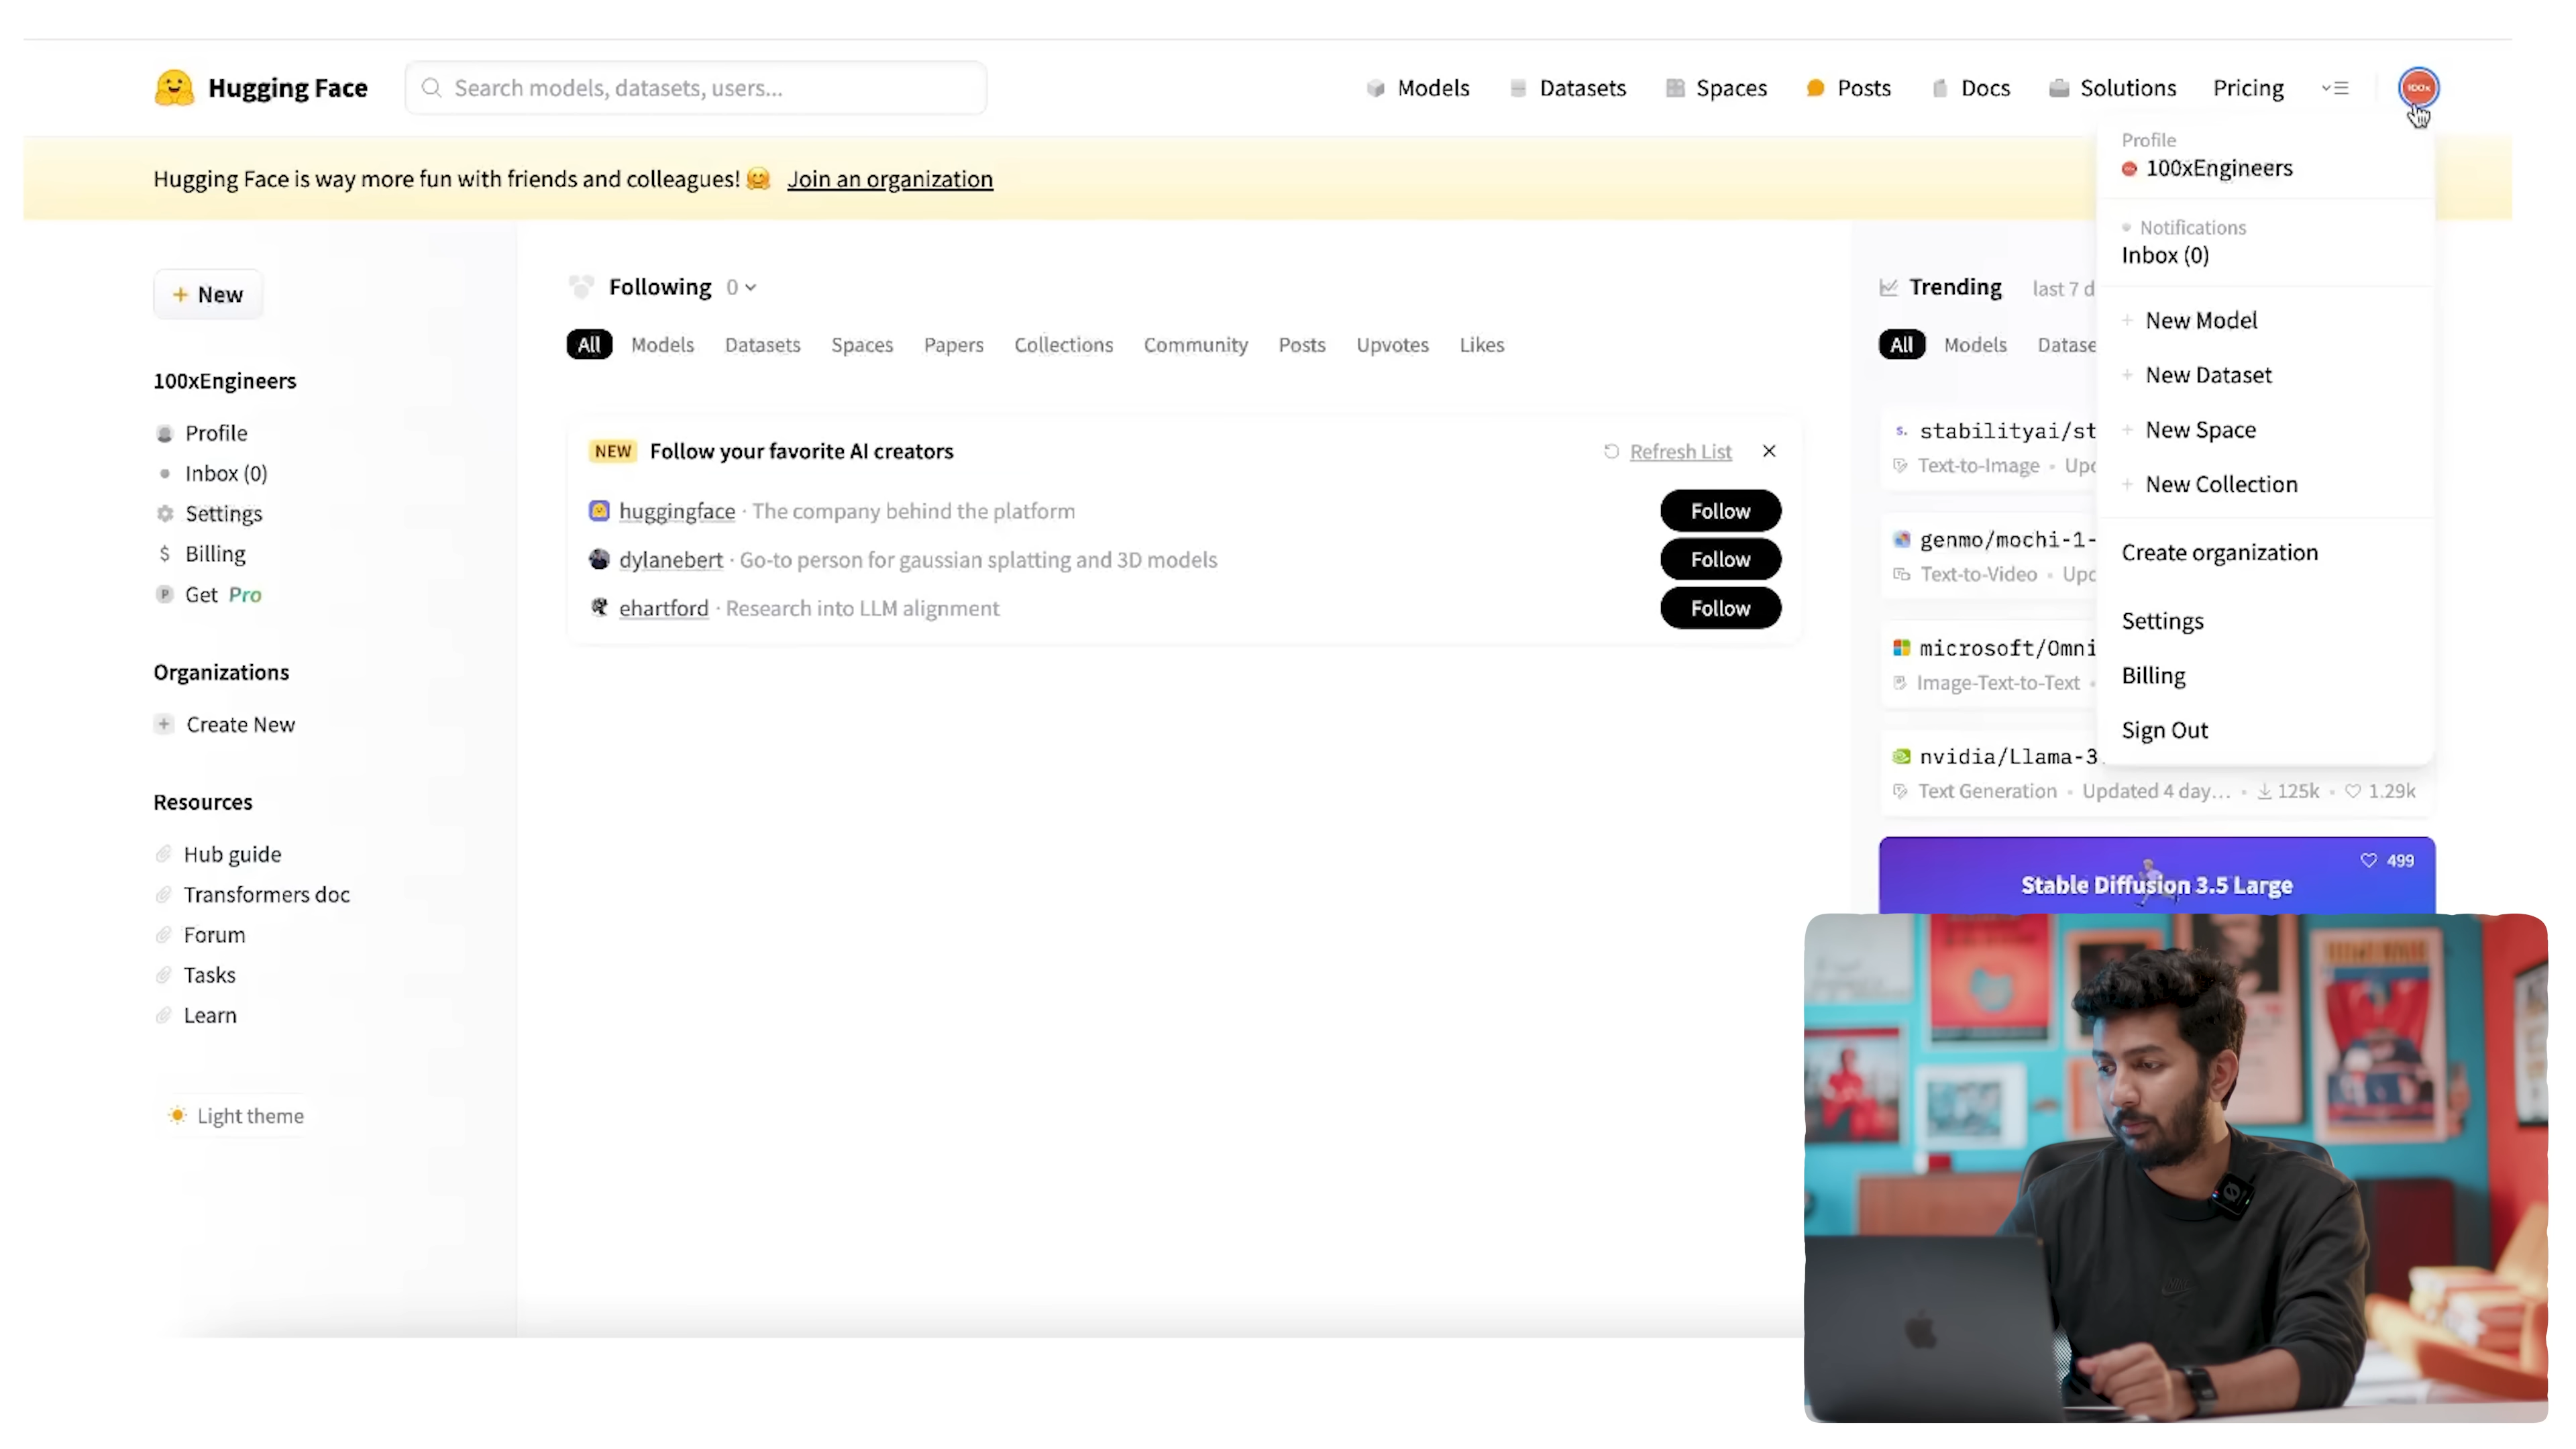 Hugging Face
Search models, datasets, users...
Models
Datasets
Spaces
Posts
Docs
Solutions
Pricing
100x
Hugging Face is way more fun with friends and colleagues! 🤗 Join an organization
Profile
100xEngineers
Notifications
Inbox (0)
+ New Model
+ New Dataset
+ New Space
+ New Collection
Create organization
Settings
Billing
Sign Out
+ New
100xEngineers
Profile
Inbox (0)
Settings
$ Billing
P Get Pro
Organizations
+ Create New
Resources
Hub guide
Transformers doc
Forum
Tasks
Learn
Light theme
Following 0
All Models Datasets Spaces Papers Collections Community Posts Upvotes Likes
NEW Follow your favorite AI creators
Refresh List
huggingface · The company behind the platform
Follow
dylanebert · Go-to person for gaussian splatting and 3D models
Follow
ehartford · Research into LLM alignment
Follow
Trending last 7 d
All Models Datase
s. stabilityai/st
Text-to-Image • Upd
genmo/mochi-1-
Text-to-Video • Upd
microsoft/Omni
Image-Text-to-Text •
nvidia/Llama-3.
Text Generation • Updated 4 day… • 125k • 1.29k
499
Stable Diffusion 3.5 Large